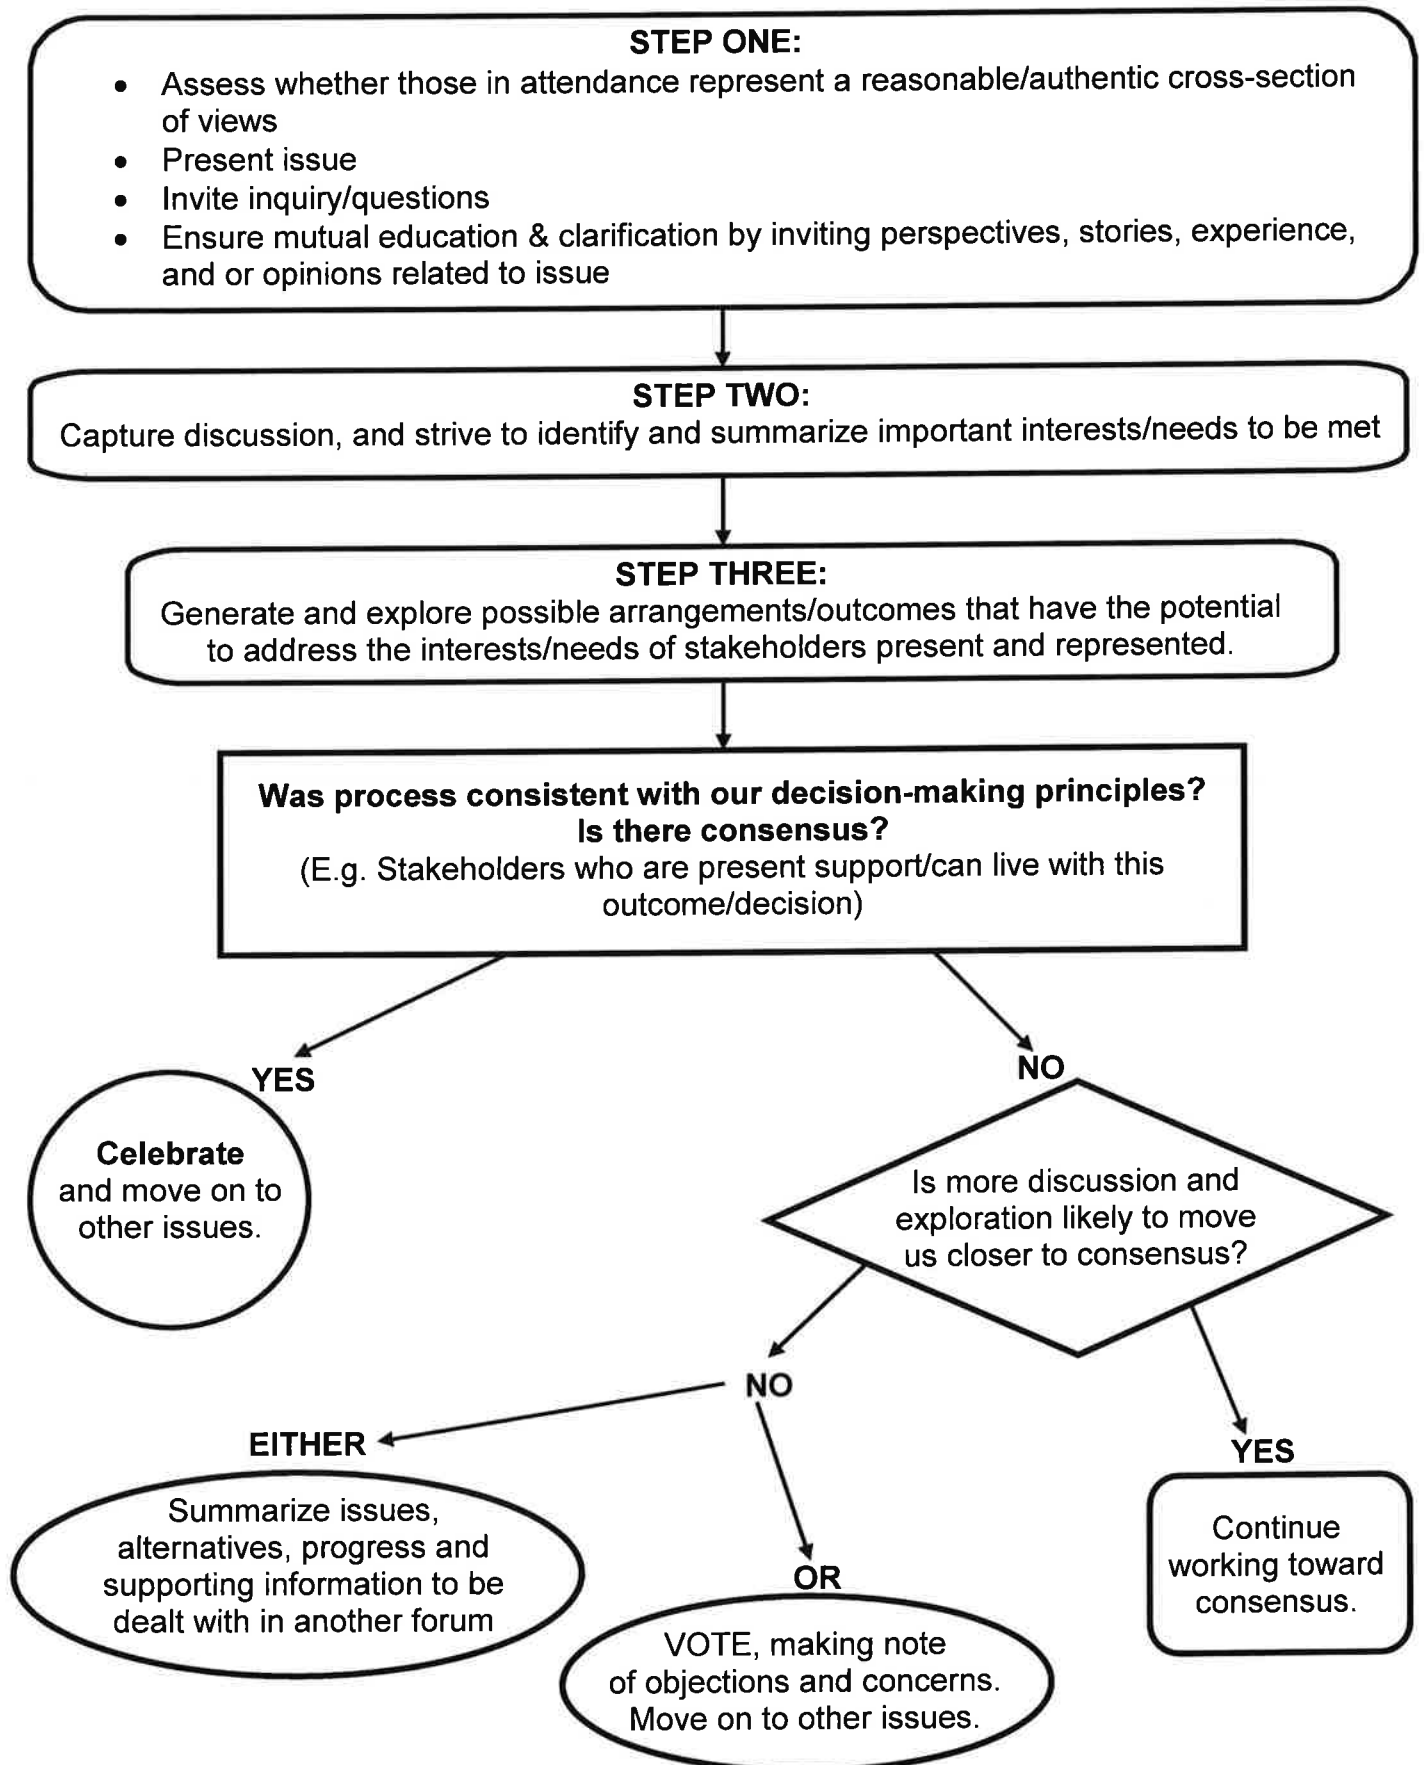 STEP ONE:
• Assess whether those in attendance represent a reasonable/authentic cross-section
of views
• Present issue
• Invite inquiry/questions
• Ensure mutual education & clarification by inviting perspectives, stories, experience,
and or opinions related to issue
STEP TWO:
Capture discussion, and strive to identify and summarize important interests/needs to be met
STEP THREE:
Generate and explore possible arrangements/outcomes that have the potential
to address the interests/needs of stakeholders present and represented.
Was process consistent with our decision-making principles?
Is there consensus?
(E.g. Stakeholders who are present support/can live with this
outcome/decision)
YES
Celebrate
and move on to
other issues.
NO
Is more discussion and
exploration likely to move
us closer to consensus?
NO
EITHER
Summarize issues,
alternatives, progress and
supporting information to be
dealt with in another forum
OR
VOTE, making note
of objections and concerns.
Move on to other issues.
YES
Continue
working toward
consensus.